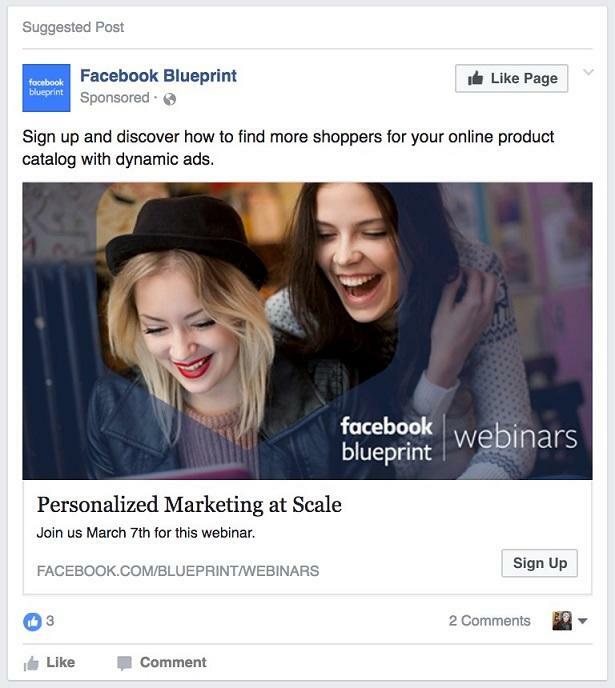 Suggested Post
facebook
blueprint
Facebook Blueprint
Sponsored ·
Like Page
Sign up and discover how to find more shoppers for your online product
catalog with dynamic ads.
facebook
blueprint
webinars
Personalized Marketing at Scale
Join us March 7th for this webinar.
FACEBOOK.COM/BLUEPRINT/WEBINARS
Sign Up
3
2 Comments
Like
Comment